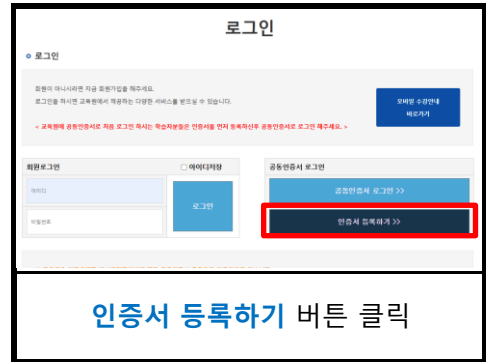 로그인
로그인
회원이 아니시라면 지금 회원가입을 해주세요.
로그인을 하시면 교육원에서 제공하는 다양한 서비스를 받으실 수 있습니다.
< 교육원에 공동인증서로 처음 로그인 하시는 학습자분들은 인증서를 먼저 등록하신후 공동인증서로 로그인 해주세요. >
모바일 수강안내
바로가기
회원로그인
아이디저장
아이디
비밀번호
로그인
공동인증서 로그인
공동인증서 로그인 >>
인증서 등록하기 >>
인증서 등록하기 버튼 클릭